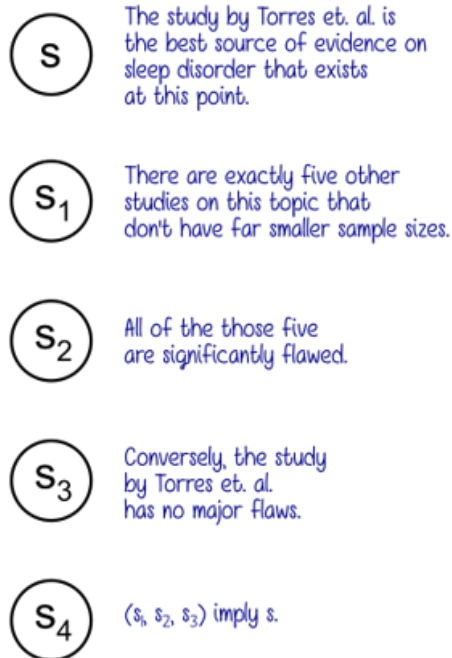 s
The study by Torres et. al. is
the best source of evidence on
sleep disorder that exists
at this point.
s₁
There are exactly five other
studies on this topic that
don't have far smaller sample sizes.
s₂
All of the those five
are significantly flawed.
s₃
Conversely, the study
by Torres et. al.
has no major flaws.
s₄
(s₁, s₂, s₃) imply s.